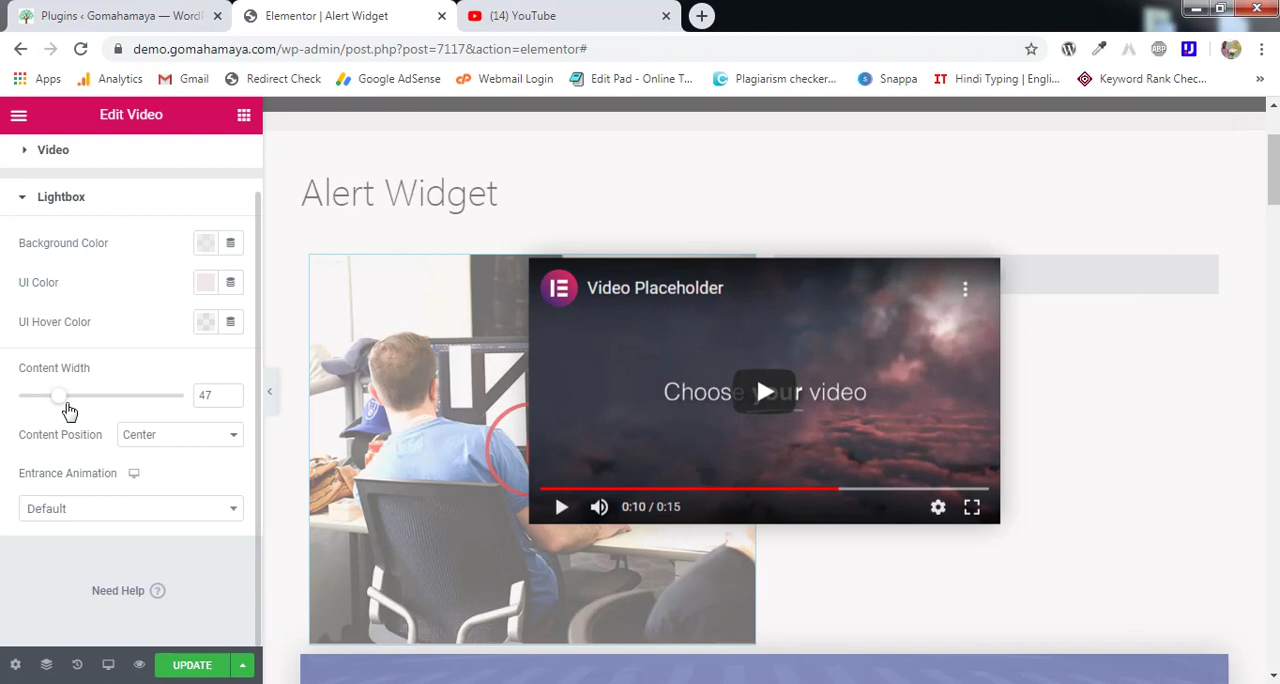 Plugins ‹ Gomahamaya — WordP
Elementor | Alert Widget
(14) YouTube
demo.gomahamaya.com/wp-admin/post.php?post=7117&action=elementor#
ABP
Apps
Analytics
Gmail
Redirect Check
Google AdSense
Webmail Login
Edit Pad - Online T...
Plagiarism checker...
Snappa
IT Hindi Typing | Engli...
Keyword Rank Chec...
»
Edit Video
Video
Lightbox
Background Color
UI Color
UI Hover Color
Content Width
47
Content Position
Center
Entrance Animation
Default
Need Help ?
UPDATE
Alert Widget
Video Placeholder
Choose your video
0:10 / 0:15